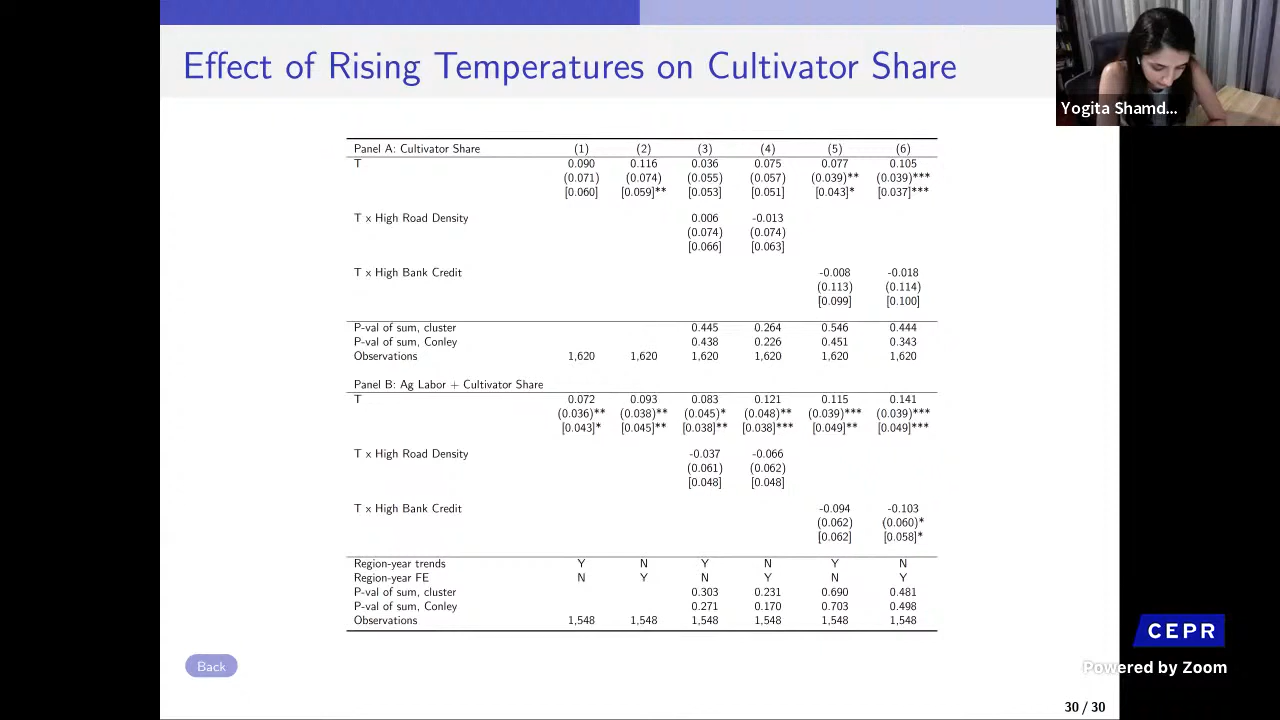 Effect of Rising Temperatures on Cultivator Share
Yogita Shamd...
Panel A: Cultivator Share (1) (2) (3) (4) (5) (6)
T 0.090 0.116 0.036 0.075 0.077 0.105
(0.071) (0.074) (0.055) (0.057) (0.039)** (0.039)***
[0.060] [0.059]** [0.053] [0.051] [0.043]* [0.037]***
T x High Road Density 0.006 -0.013
(0.074) (0.074)
[0.066] [0.063]
T x High Bank Credit -0.008 -0.018
(0.113) (0.114)
[0.099] [0.100]
P-val of sum, cluster 0.445 0.264 0.546 0.444
P-val of sum, Conley 0.438 0.226 0.451 0.343
Observations 1,620 1,620 1,620 1,620 1,620 1,620
Panel B: Ag Labor + Cultivator Share
T 0.072 0.093 0.083 0.121 0.115 0.141
(0.036)** (0.038)** (0.045)* (0.048)** (0.039)*** (0.039)***
[0.043]* [0.045]** [0.038]** [0.038]*** [0.049]** [0.049]***
T x High Road Density -0.037 -0.066
(0.061) (0.062)
[0.048] [0.048]
T x High Bank Credit -0.094 -0.103
(0.062) (0.060)*
[0.062] [0.058]*
Region-year trends Y N Y N Y N
Region-year FE N Y N Y N Y
P-val of sum, cluster 0.303 0.231 0.690 0.481
P-val of sum, Conley 0.271 0.170 0.703 0.498
Observations 1,548 1,548 1,548 1,548 1,548 1,548
CEPR
Back
Powered by Zoom
30 / 30